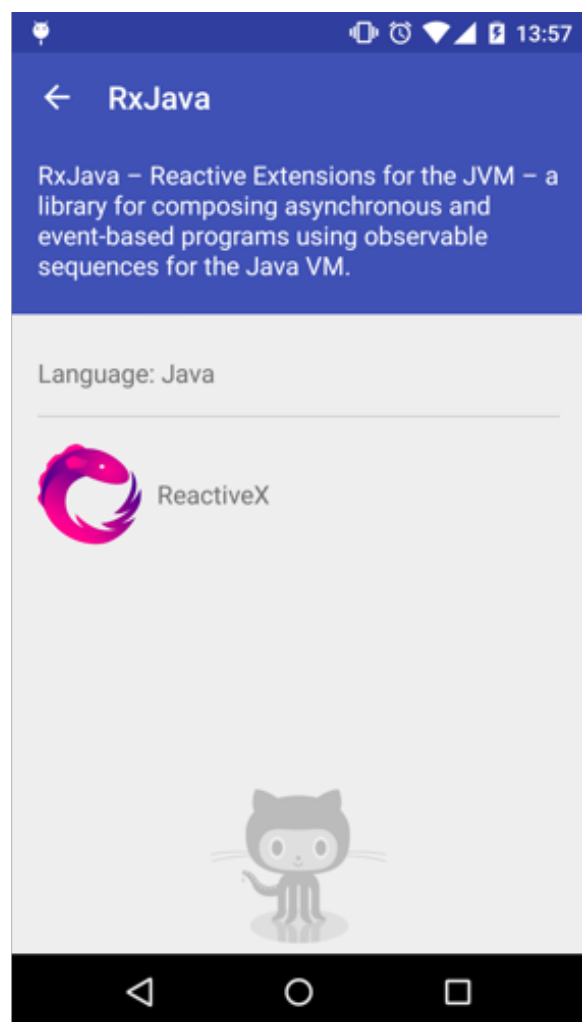 13:57
RxJava
RxJava – Reactive Extensions for the JVM – a
library for composing asynchronous and
event-based programs using observable
sequences for the Java VM.
Language: Java
ReactiveX